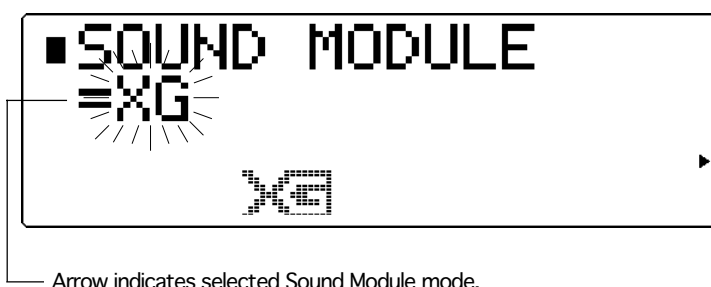 ■SOUND MODULE
=XG
XG
Arrow indicates selected Sound Module mode.